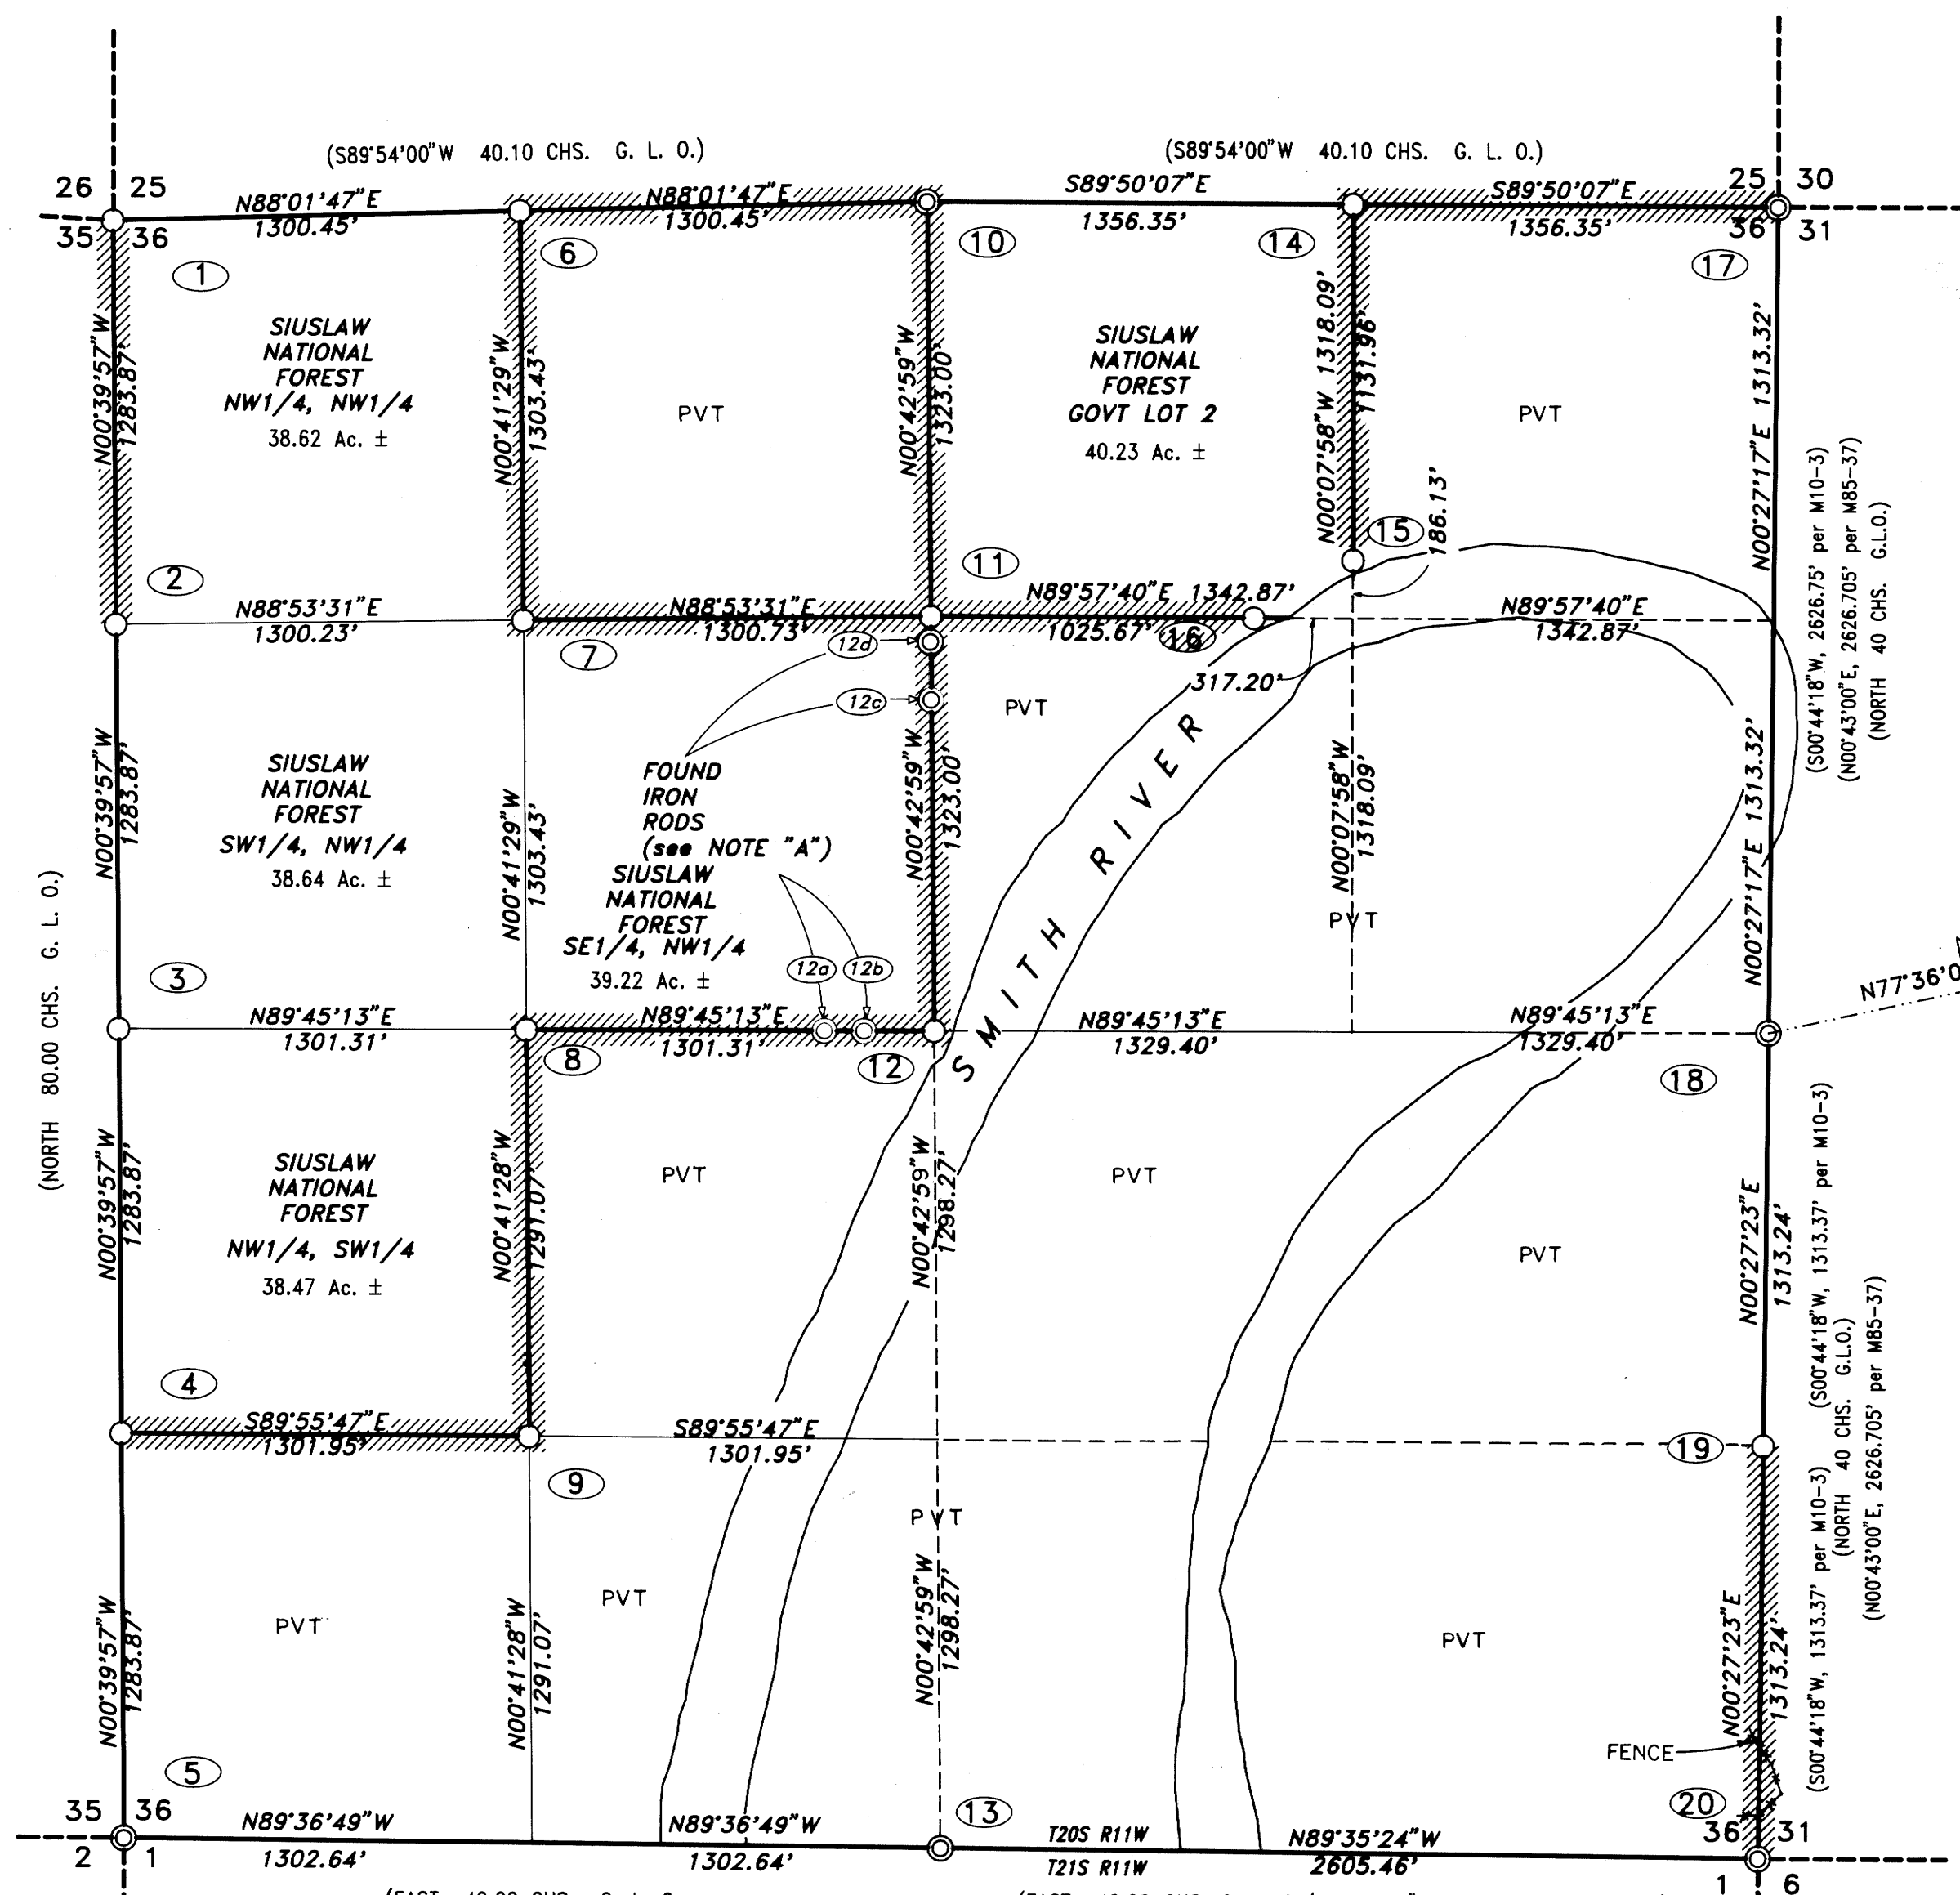 (S89°54'00"W 40.10 CHS. G. L. O.)
(S89°54'00"W 40.10 CHS. G. L. O.)
26 25
35 36
N88°01'47"E
1300.45'
N88°01'47"E
1300.45'
S89°50'07"E
1356.35'
S89°50'07"E
1356.35'
25 30
36 31
1
6
10
14
17
N00°39'57"W
1283.87'
SIUSLAW
NATIONAL
FOREST
NW1/4, NW1/4
38.62 Ac. ±
N00°41'29"W
1303.43'
PVT
N00°42'59"W
1323.00'
SIUSLAW
NATIONAL
FOREST
GOVT LOT 2
40.23 Ac. ±
N00°07'58"W 1318.09'
1131.96'
PVT
N00°27'17"E 1313.32'
(S00°44'18"W, 2626.75' per M10-3)
(N00°43'00"E, 2626.705' per M85-37)
(NORTH 40 CHS. G.L.O.)
15
186.13'
2
11
N88°53'31"E
1300.23'
N88°53'31"E
1300.73'
N89°57'40"E 1342.87'
1025.67'
16
N89°57'40"E
1342.87'
7
12d
12c
317.20'
PVT
N00°39'57"W
1283.87'
SIUSLAW
NATIONAL
FOREST
SW1/4, NW1/4
38.64 Ac. ±
N00°41'29"W
1303.43'
FOUND
IRON
RODS
(see NOTE "A")
SIUSLAW
NATIONAL
FOREST
SE1/4, NW1/4
39.22 Ac. ±
N00°42'59"W
1323.00'
SMITH RIVER
N00°07'58"W
1318.09'
PVT
N00°27'17"E 1313.32'
(NORTH 80.00 CHS. G. L. O.)
3
12a
12b
N77°36'0
N89°45'13"E
1301.31'
N89°45'13"E
1301.31'
N89°45'13"E
1329.40'
N89°45'13"E
1329.40'
8
12
18
N00°39'57"W
1283.87'
SIUSLAW
NATIONAL
FOREST
NW1/4, SW1/4
38.47 Ac. ±
N00°41'28"W
1291.07'
PVT
N00°42'59"W
1298.27'
PVT
PVT
N00°27'23"E
1313.24'
(S00°44'18"W, 1313.37' per M10-3)
(NORTH 40 CHS. G.L.O.)
(N00°43'00"E, 2626.705' per M85-37)
4
S89°55'47"E
1301.95'
S89°55'47"E
1301.95'
9
19
N00°39'57"W
1283.87'
PVT
N00°41'28"W
1291.07'
PVT
PVT
N00°42'59"W
1298.27'
PVT
N00°27'23"E
1313.24'
(S00°44'18"W, 1313.37' per M10-3)
FENCE
5
13
20
35 36
2 1
N89°36'49"W
1302.64'
N89°36'49"W
1302.64'
T20S R11W
T21S R11W
N89°35'24"W
2605.46'
36 31
1 6